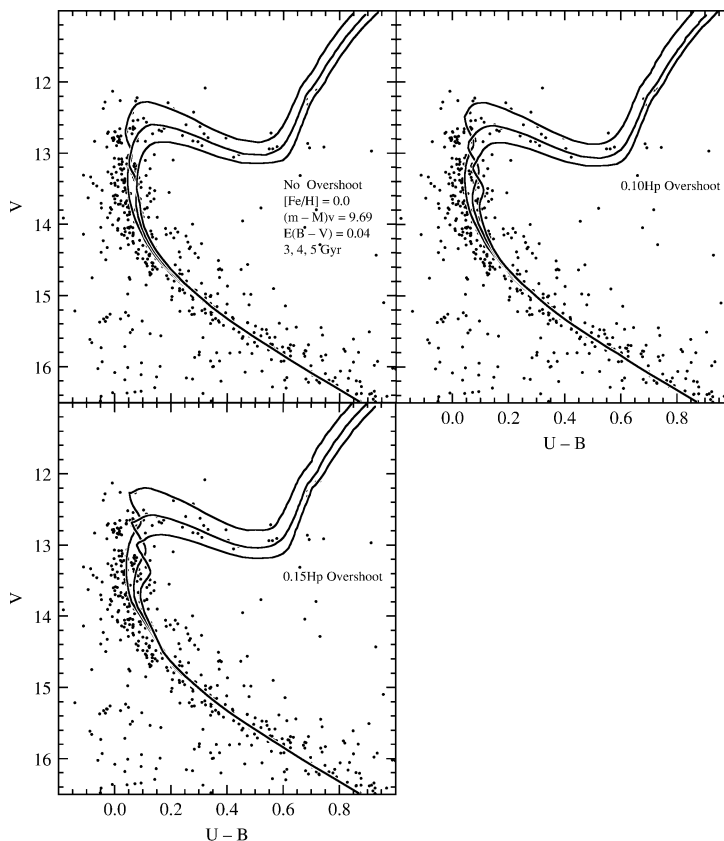 12
13
14
15
16
V
No Overshoot
[Fe/H] = 0.0
(m – M)v = 9.69
E(B – V) = 0.04
3, 4, 5 Gyr
0.10Hp Overshoot
0.0 0.2 0.4 0.6 0.8
U – B
12
13
14
15
16
V
0.15Hp Overshoot
0.0 0.2 0.4 0.6 0.8
U – B